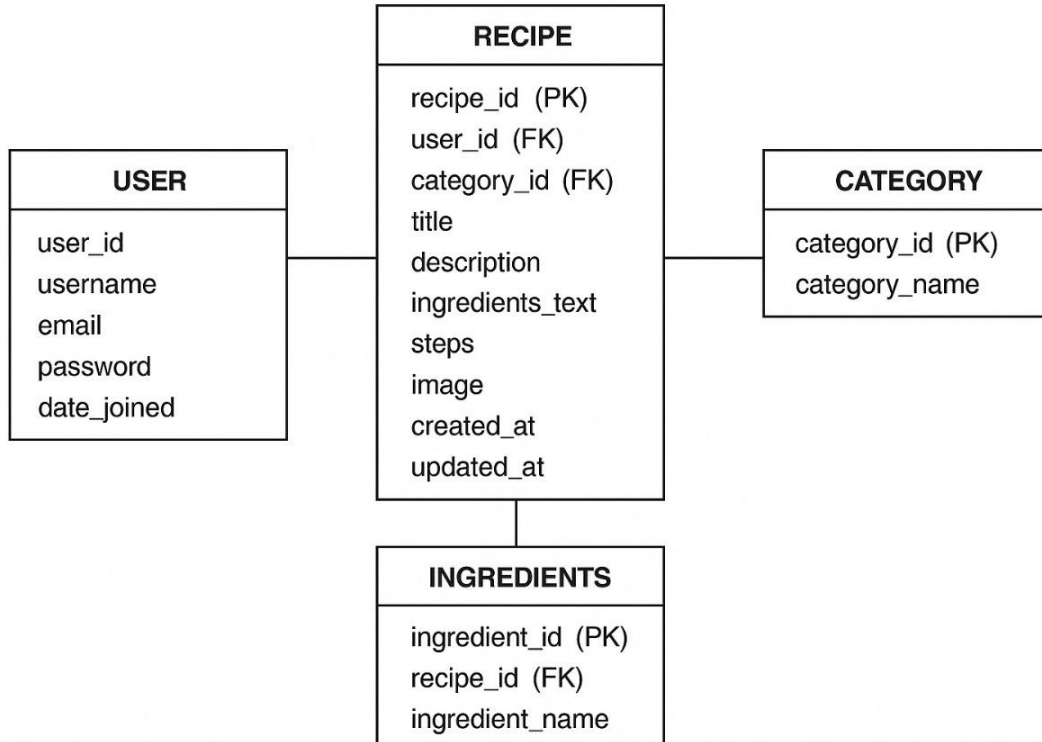 RECIPE
recipe_id (PK)
user_id (FK)
category_id (FK)
title
description
ingredients_text
steps
image
created_at
updated_at
USER
user_id
username
email
password
date_joined
CATEGORY
category_id (PK)
category_name
INGREDIENTS
ingredient_id (PK)
recipe_id (FK)
ingredient_name